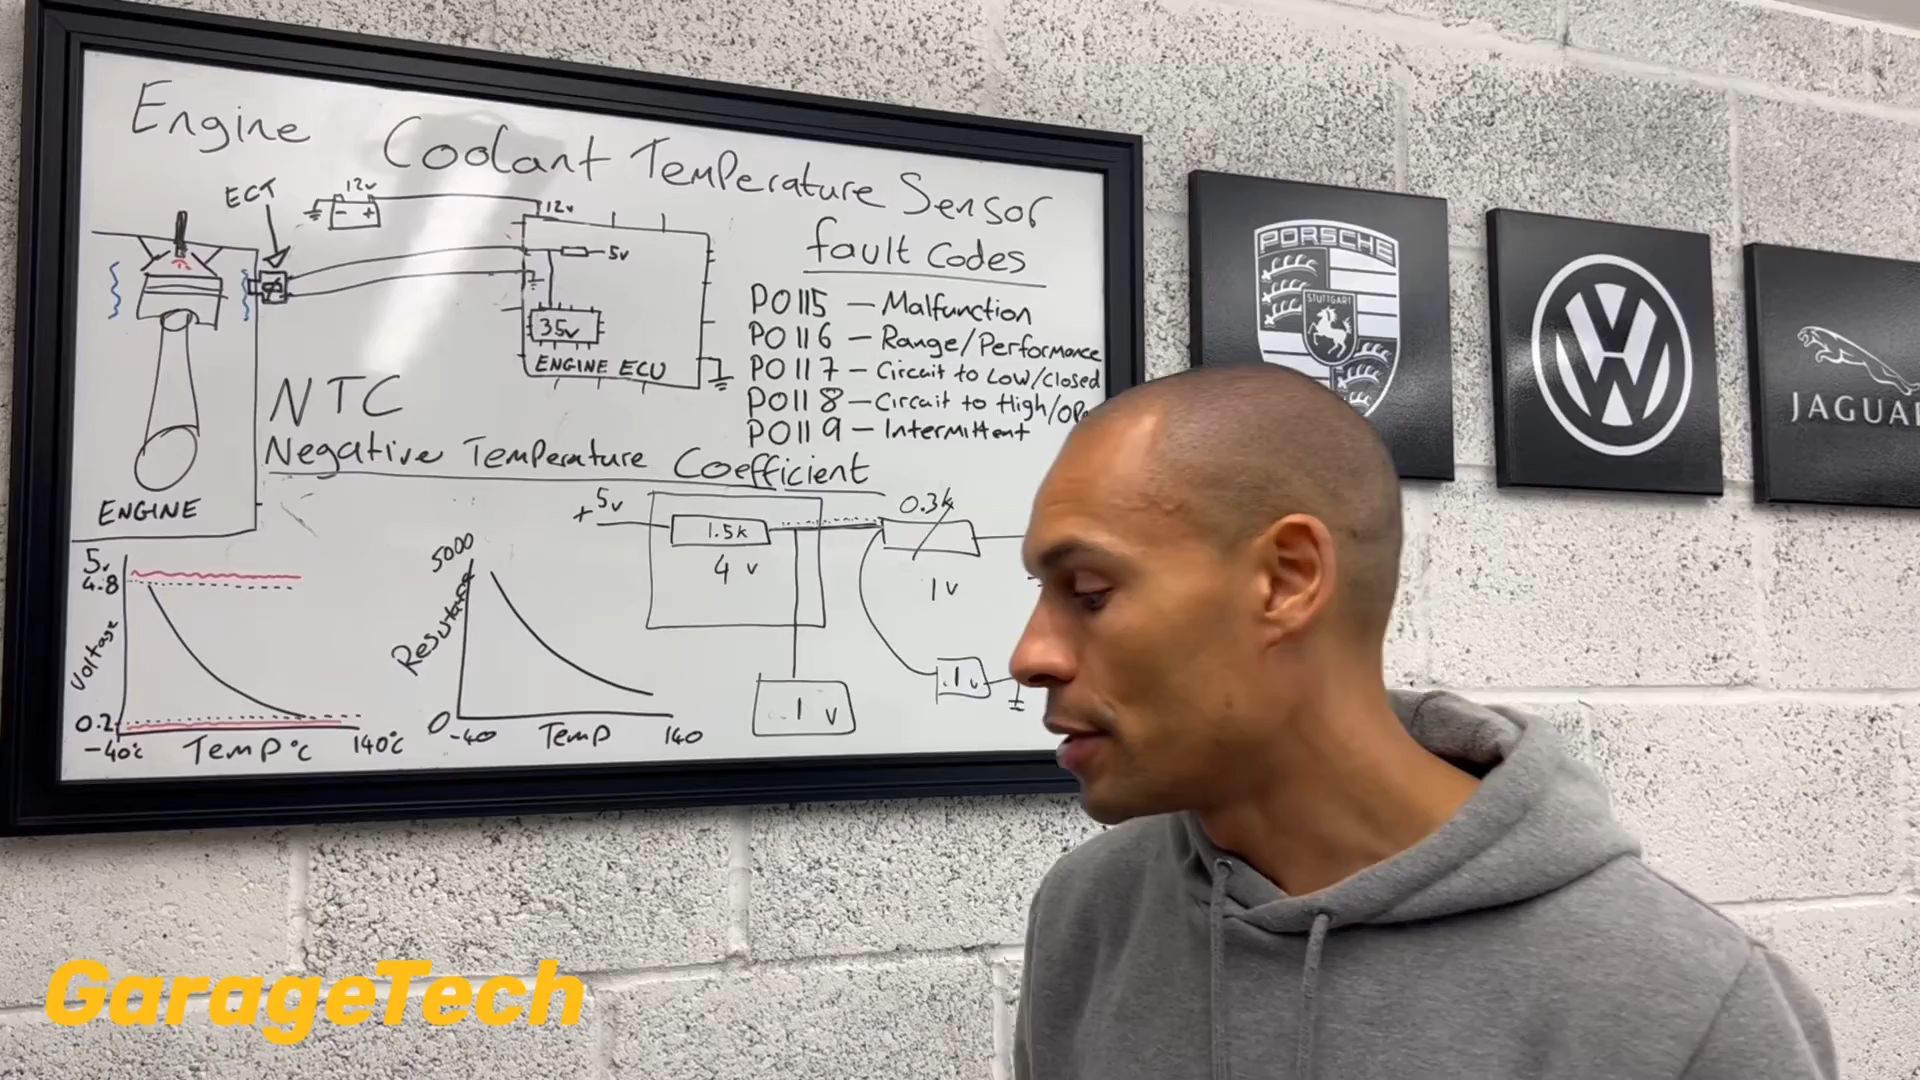 Engine Coolant Temperature Sensor
fault Codes
P0115 – Malfunction
P0116 – Range/Performance
P0117 – Circuit to Low/Closed
P0118 – Circuit to High/
P0119 – Intermittent
ECT
12v
- +
12v
5v
35v
ENGINE ECU
NTC
Negative Temperature Coefficient
ENGINE
5v
4.8
Voltage
0.2
-40°c Temp°c 140°c
5000
Resistance
0
-40 Temp 140
+5v
1.5k
4 v
0.3k
1v
.1v
.1 v
PORSCHE
STUTTGART
JAGUA
GarageTech